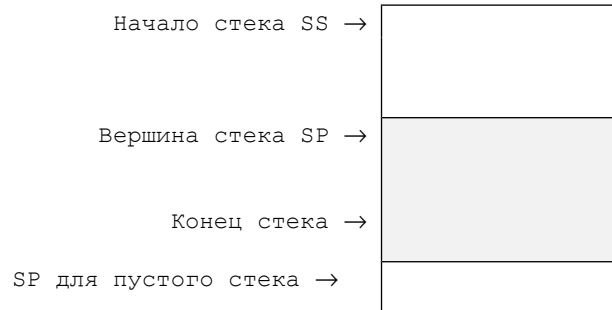 Начало стека SS →
Вершина стека SP →
Конец стека →
SP для пустого стека →